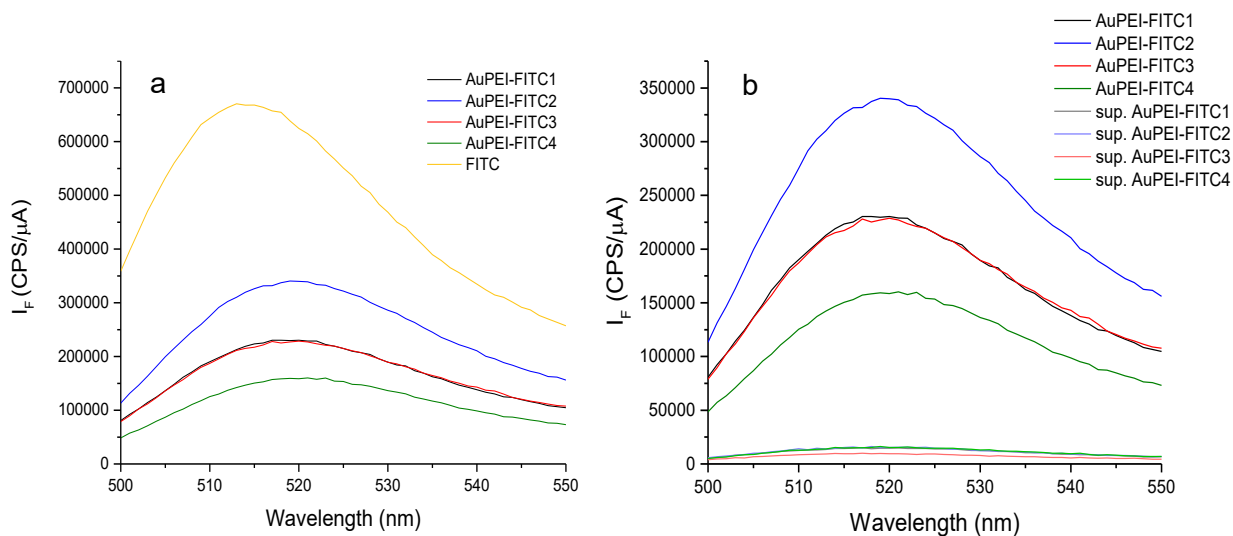 a
AuPEI-FITC1
AuPEI-FITC2
AuPEI-FITC3
AuPEI-FITC4
FITC
700000
600000
500000
400000
300000
200000
100000
0
I_F (CPS/μA)
500 510 520 530 540 550
Wavelength (nm)
b
AuPEI-FITC1
AuPEI-FITC2
AuPEI-FITC3
AuPEI-FITC4
sup. AuPEI-FITC1
sup. AuPEI-FITC2
sup. AuPEI-FITC3
sup. AuPEI-FITC4
350000
300000
250000
200000
150000
100000
50000
0
I_F (CPS/μA)
500 510 520 530 540 550
Wavelength (nm)